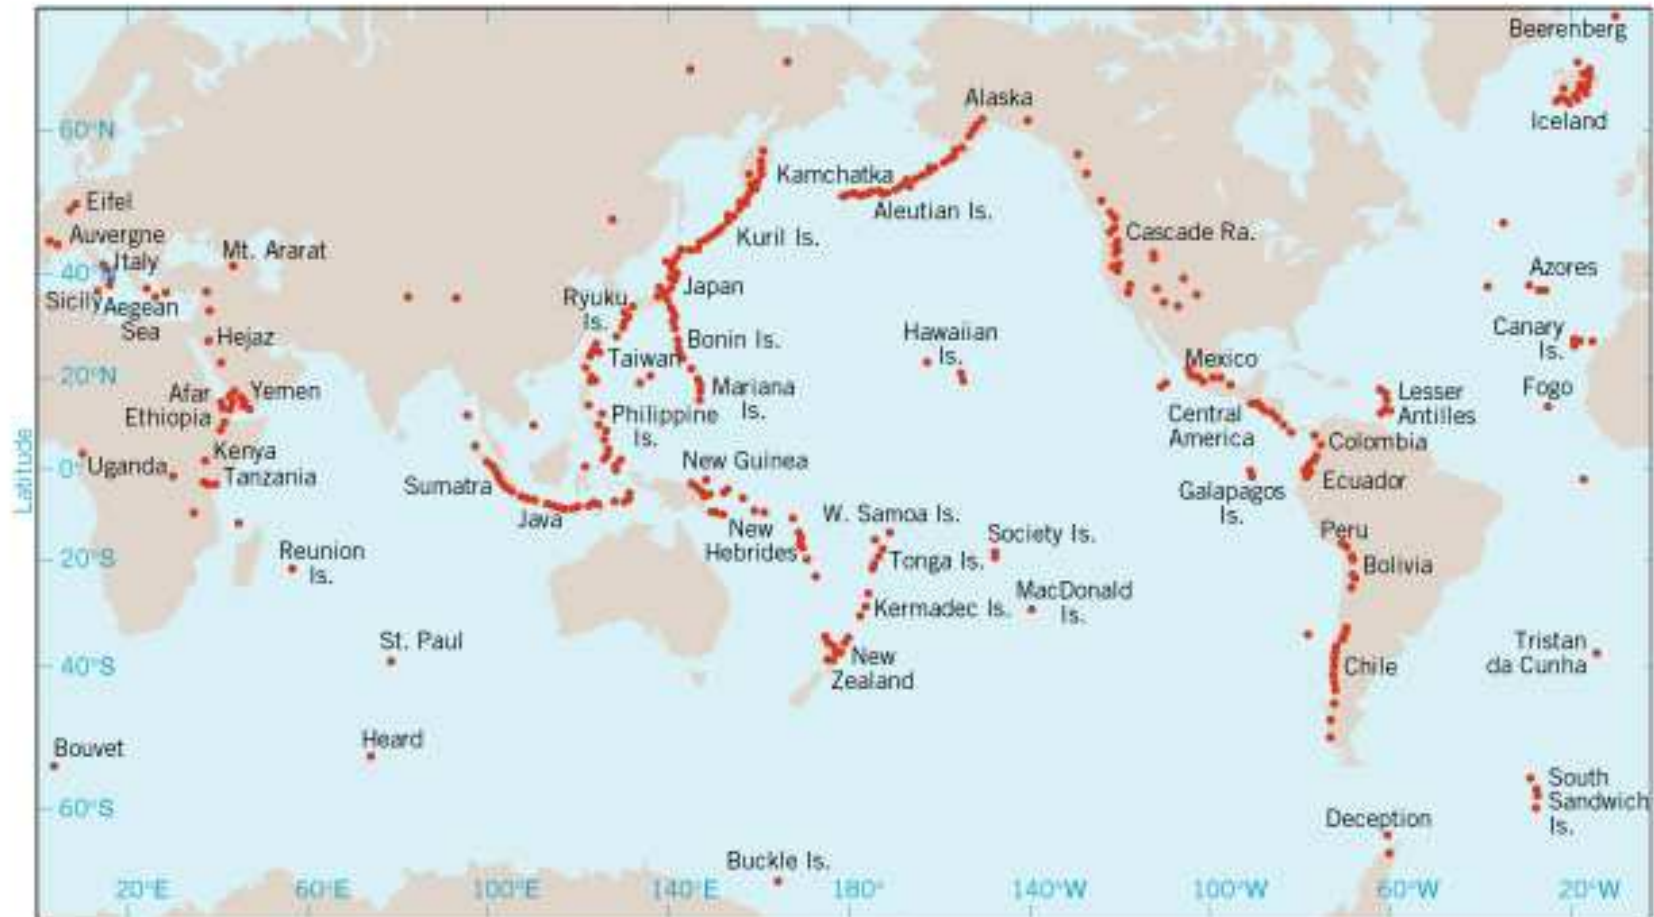 Beerenberg
Alaska
Iceland
60°N
Kamchatka
Eifel
Aleutian Is.
Auvergne
Cascade Ra.
Kuril Is.
Mt. Ararat
Italy
40°N
Azores
Japan
Ryuku
Is.
Sicily
Aegean
Sea
Hejaz
Bonin Is.
Hawaiian
Is.
Canary
Is.
Taiwan
Mexico
20°N
Mariana
Is.
Afar
Yemen
Fogo
Lesser
Antilles
Ethiopia
Philippine
Is.
Central
America
Colombia
Kenya
New Guinea
Uganda
0°
Tanzania
Sumatra
Ecuador
Galapagos
Is.
Latitude
Java
New
Hebrides
W. Samoa Is.
Society Is.
Peru
Reunion
Is.
20°S
Tonga Is.
Bolivia
MacDonald
Is.
Kermadec Is.
St. Paul
Tristan
da Cunha
New
Zealand
40°S
Chile
Heard
Bouvet
South
Sandwich
Is.
60°S
Deception
Buckle Is.
20°E
60°E
100°E
140°E
180°
140°W
100°W
60°W
20°W